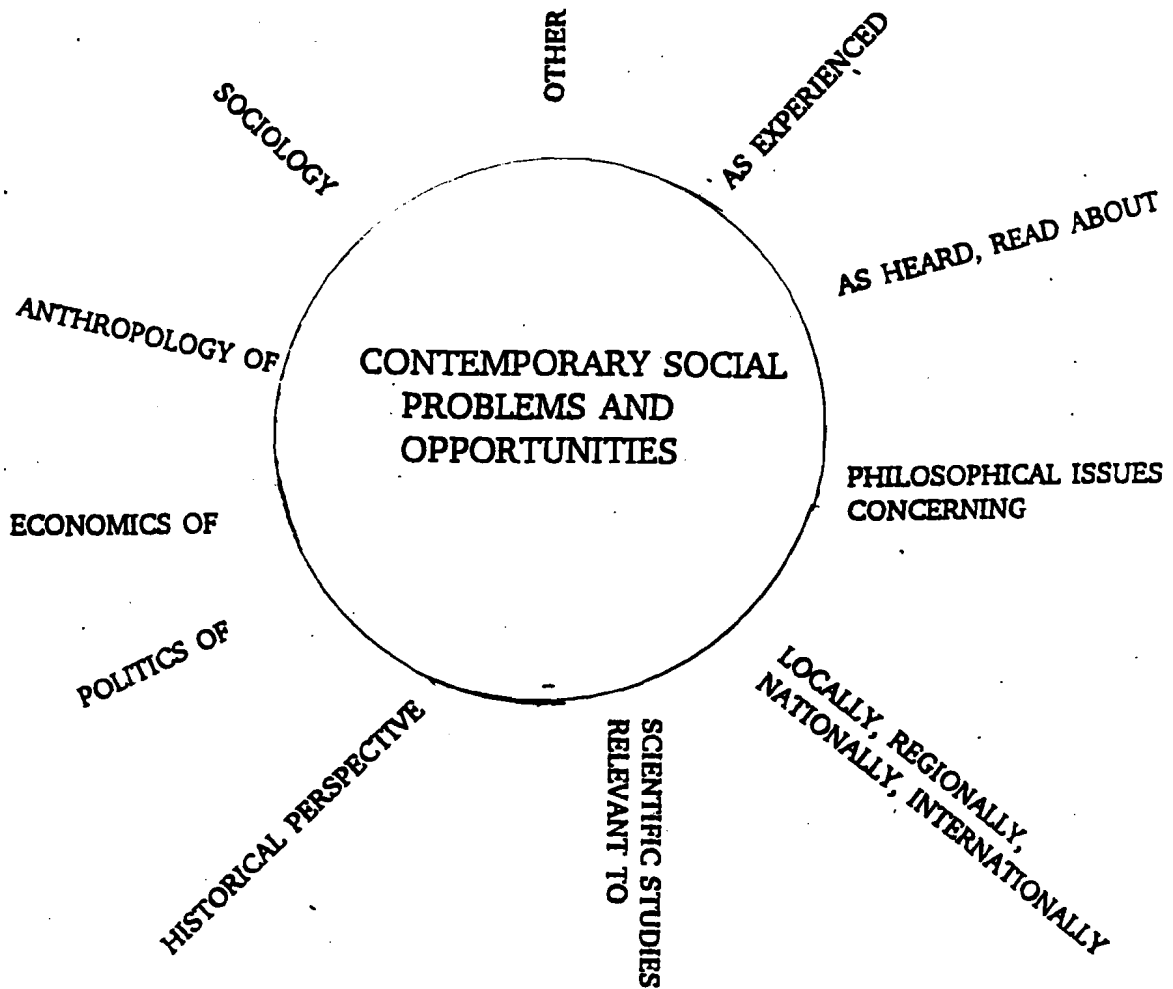 OTHER
AS EXPERIENCED
AS HEARD, READ ABOUT
PHILOSOPHICAL ISSUES
CONCERNING
LOCALLY, REGIONALLY,
NATIONALLY, INTERNATIONALLY
SCIENTIFIC STUDIES
RELEVANT TO
HISTORICAL PERSPECTIVE
POLITICS OF
ECONOMICS OF
ANTHROPOLOGY OF
SOCIOLOGY
CONTEMPORARY SOCIAL
PROBLEMS AND
OPPORTUNITIES